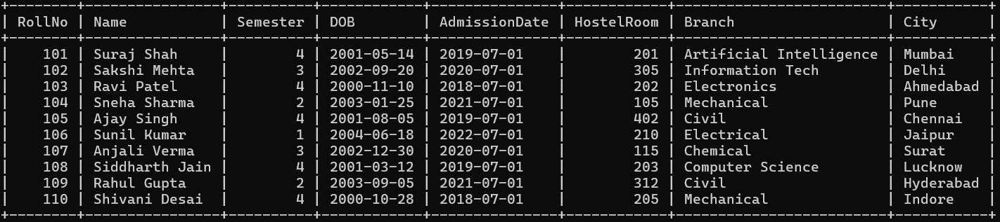 | RollNo | Name          | Semester | DOB        | AdmissionDate | HostelRoom | Branch                  | City      |
|    101 | Suraj Shah    |        4 | 2001-05-14 | 2019-07-01    |        201 | Artificial Intelligence | Mumbai    |
|    102 | Sakshi Mehta  |        3 | 2002-09-20 | 2020-07-01    |        305 | Information Tech        | Delhi     |
|    103 | Ravi Patel    |        4 | 2000-11-10 | 2018-07-01    |        202 | Electronics             | Ahmedabad |
|    104 | Sneha Sharma  |        2 | 2003-01-25 | 2021-07-01    |        105 | Mechanical              | Pune      |
|    105 | Ajay Singh    |        4 | 2001-08-05 | 2019-07-01    |        402 | Civil                   | Chennai   |
|    106 | Sunil Kumar   |        1 | 2004-06-18 | 2022-07-01    |        210 | Electrical              | Jaipur    |
|    107 | Anjali Verma  |        3 | 2002-12-30 | 2020-07-01    |        115 | Chemical                | Surat     |
|    108 | Siddharth Jain |        4 | 2001-03-12 | 2019-07-01    |        203 | Computer Science        | Lucknow   |
|    109 | Rahul Gupta   |        2 | 2003-09-05 | 2021-07-01    |        312 | Civil                   | Hyderabad |
|    110 | Shivani Desai |        4 | 2000-10-28 | 2018-07-01    |        205 | Mechanical              | Indore    |